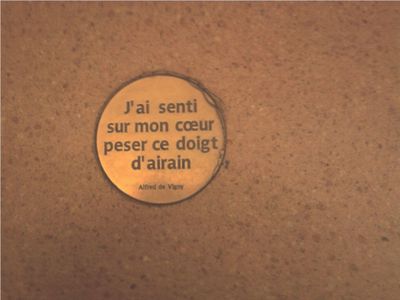 J'ai senti
sur mon cœur
peser ce doigt
d'airain
Alfred de Vigny